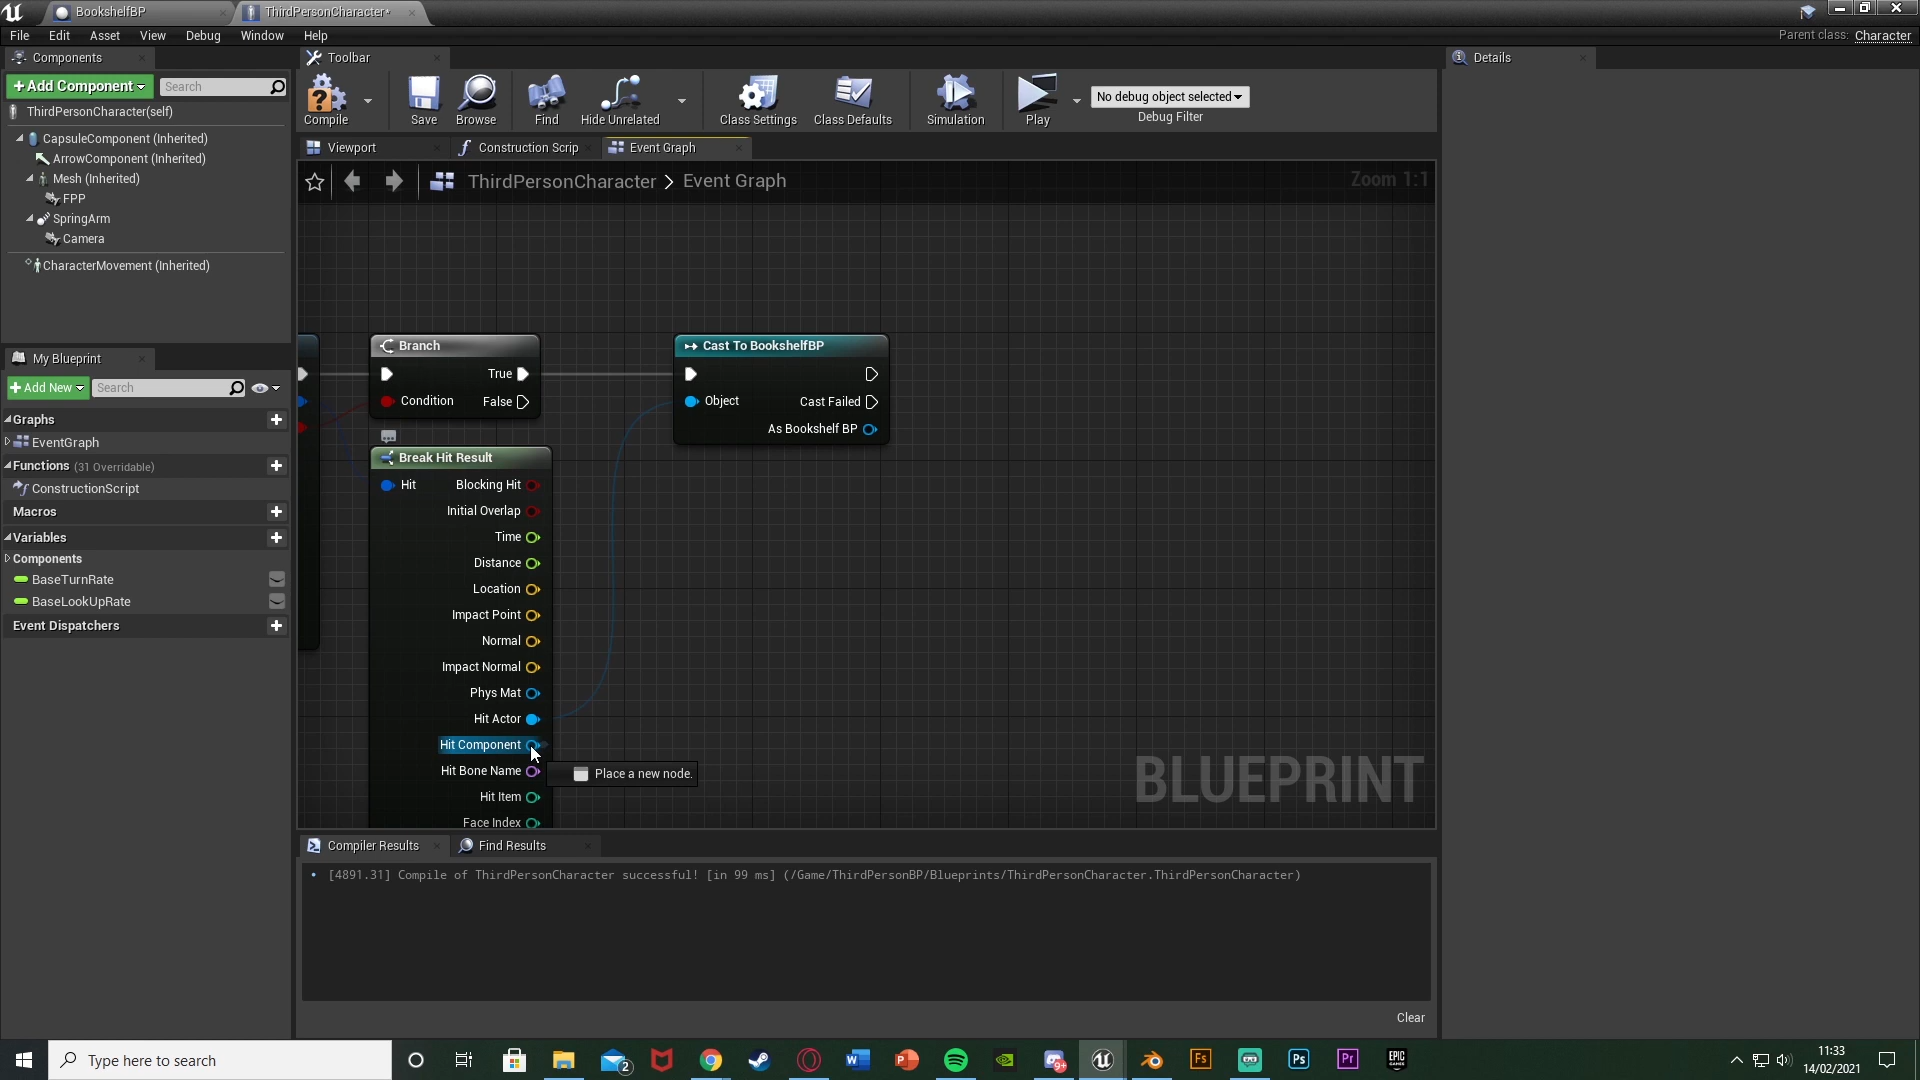 BookshelfBP
ThirdPersonCharacter*
File Edit Asset View Debug Window Help
Parent class: Character
Components
Toolbar
Details
+Add Component
Search
ThirdPersonCharacter(self)
CapsuleComponent (Inherited)
ArrowComponent (Inherited)
Mesh (Inherited)
FPP
SpringArm
Camera
CharacterMovement (Inherited)
Compile
Save
Browse
Find
Hide Unrelated
Class Settings
Class Defaults
Simulation
Play
No debug object selected
Debug Filter
Viewport
Construction Scrip
Event Graph
ThirdPersonCharacter > Event Graph
Zoom 1:1
My Blueprint
+Add New
Search
Graphs
EventGraph
Functions (31 Overridable)
ConstructionScript
Macros
Variables
Components
BaseTurnRate
BaseLookUpRate
Event Dispatchers
Branch
True
Condition
False
Cast To BookshelfBP
Object
Cast Failed
As Bookshelf BP
Break Hit Result
Hit
Blocking Hit
Initial Overlap
Time
Distance
Location
Impact Point
Normal
Impact Normal
Phys Mat
Hit Actor
Hit Component
Hit Bone Name
Place a new node.
Hit Item
Face Index
BLUEPRINT
Compiler Results
Find Results
[4891.31] Compile of ThirdPersonCharacter successful! [in 99 ms] (/Game/ThirdPersonBP/Blueprints/ThirdPersonCharacter.ThirdPersonCharacter)
Clear
Type here to search
2
W
P
9+
Fs
Ps
Pr
EPIC
11:33
14/02/2021